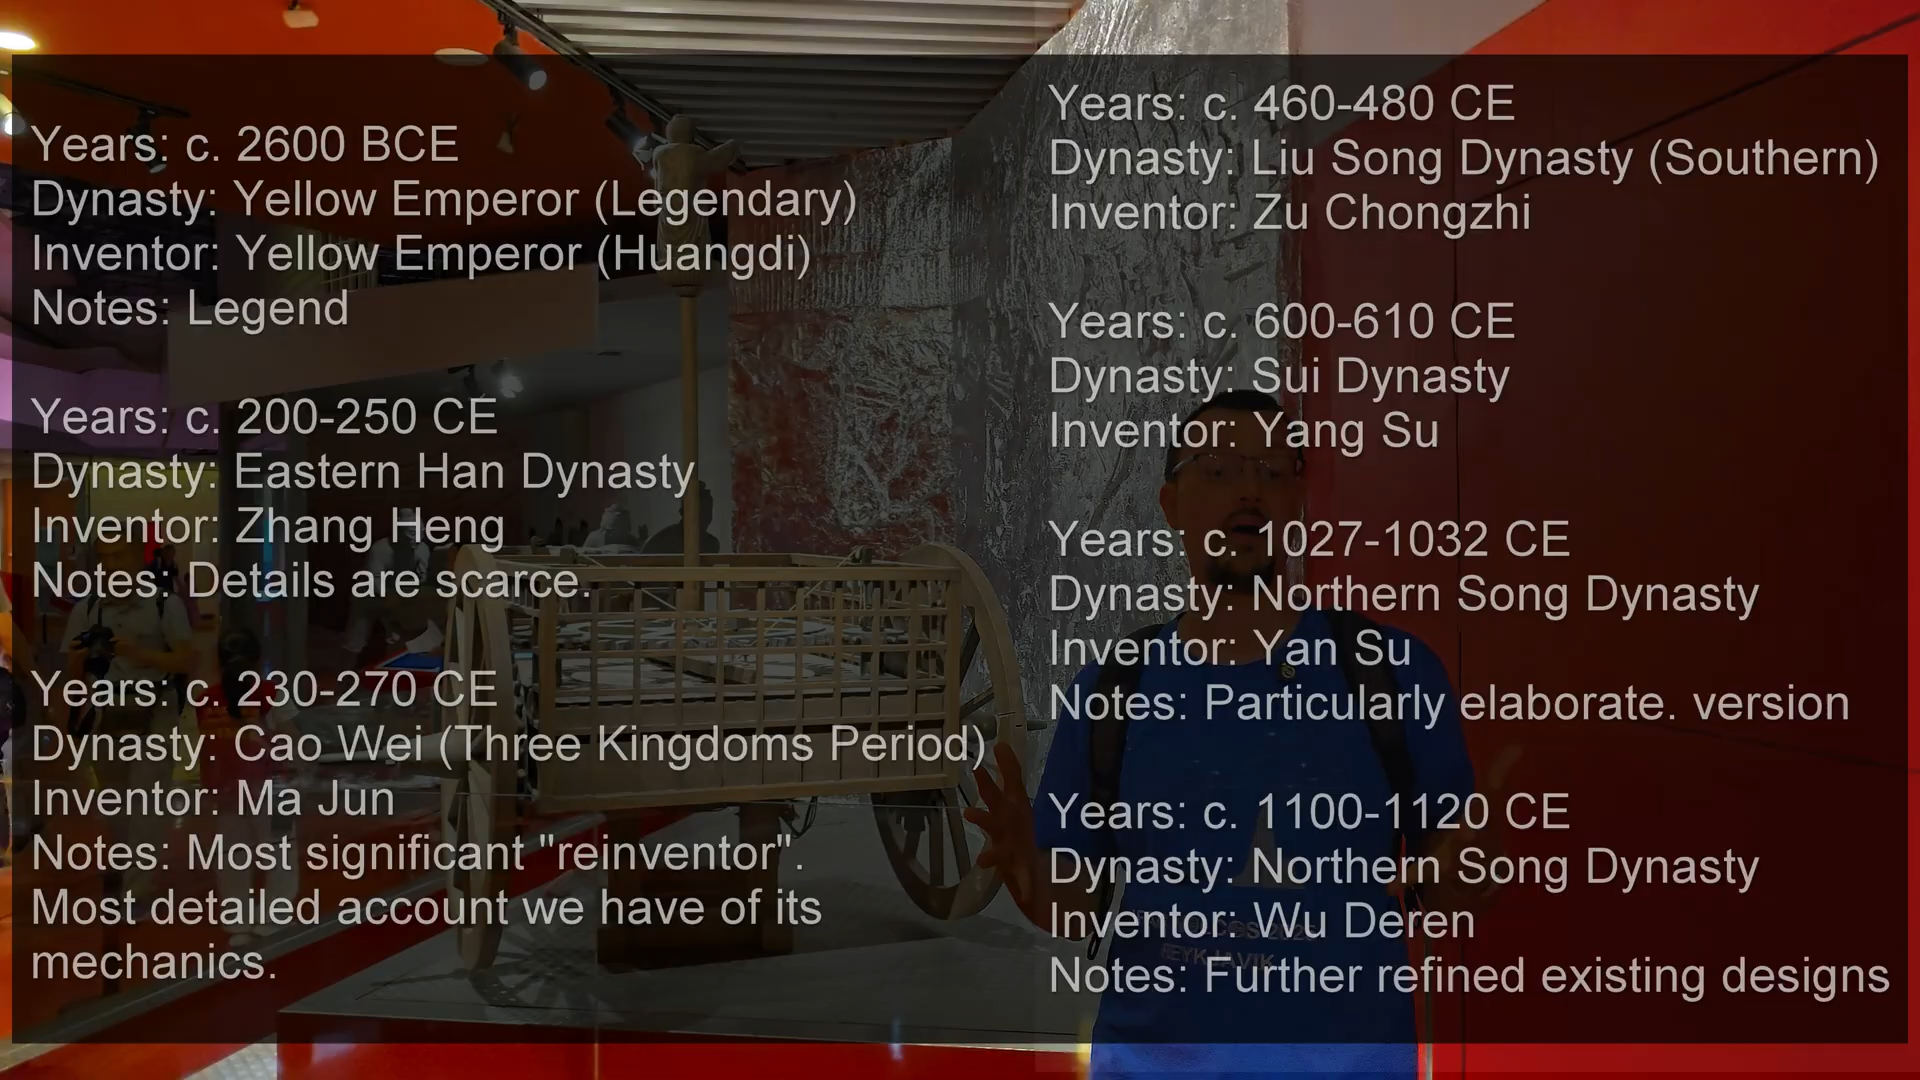 Years: c. 2600 BCE
Dynasty: Yellow Emperor (Legendary)
Inventor: Yellow Emperor (Huangdi)
Notes: Legend
Years: c. 200-250 CE
Dynasty: Eastern Han Dynasty
Inventor: Zhang Heng
Notes: Details are scarce.
Years: c. 230-270 CE
Dynasty: Cao Wei (Three Kingdoms Period)
Inventor: Ma Jun
Notes: Most significant "reinventor".
Most detailed account we have of its
mechanics.
Years: c. 460-480 CE
Dynasty: Liu Song Dynasty (Southern)
Inventor: Zu Chongzhi
Years: c. 600-610 CE
Dynasty: Sui Dynasty
Inventor: Yang Su
Years: c. 1027-1032 CE
Dynasty: Northern Song Dynasty
Inventor: Yan Su
Notes: Particularly elaborate. version
Years: c. 1100-1120 CE
Dynasty: Northern Song Dynasty
Inventor: Wu Deren
Notes: Further refined existing designs
REYKJAVIK